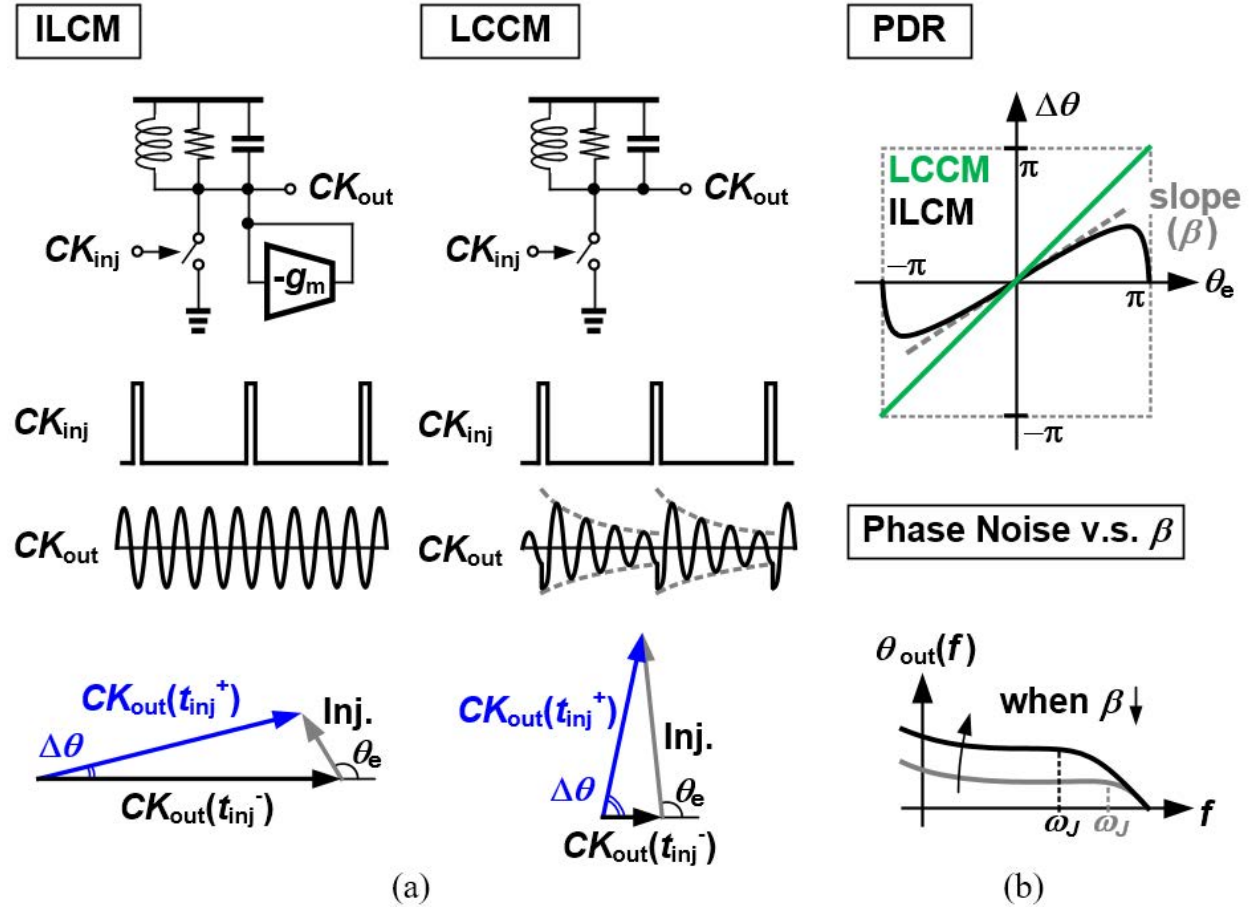 ILCM
LCCM
PDR
CKout
CKinj
-gm
CKout
CKinj
Δθ
π
LCCM
ILCM
slope
(β)
−π
π
θe
−π
CKinj
CKinj
CKout
CKout
Phase Noise v.s. β
CKout(tinj+)
Inj.
Δθ
θe
CKout(tinj-)
CKout(tinj+)
Inj.
Δθ
θe
CKout(tinj-)
θout(f)
when β↓
ωJ
ωJ
f
(a)
(b)